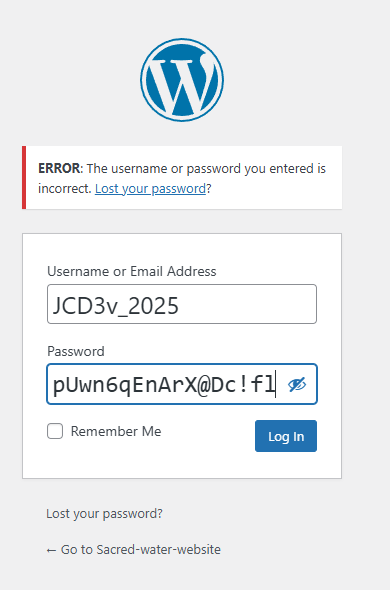 ERROR: The username or password you entered is
incorrect. Lost your password?
Username or Email Address
JCD3v_2025
Password
pUwn6qEnArX@Dc!fl
Remember Me
Log In
Lost your password?
← Go to Sacred-water-website